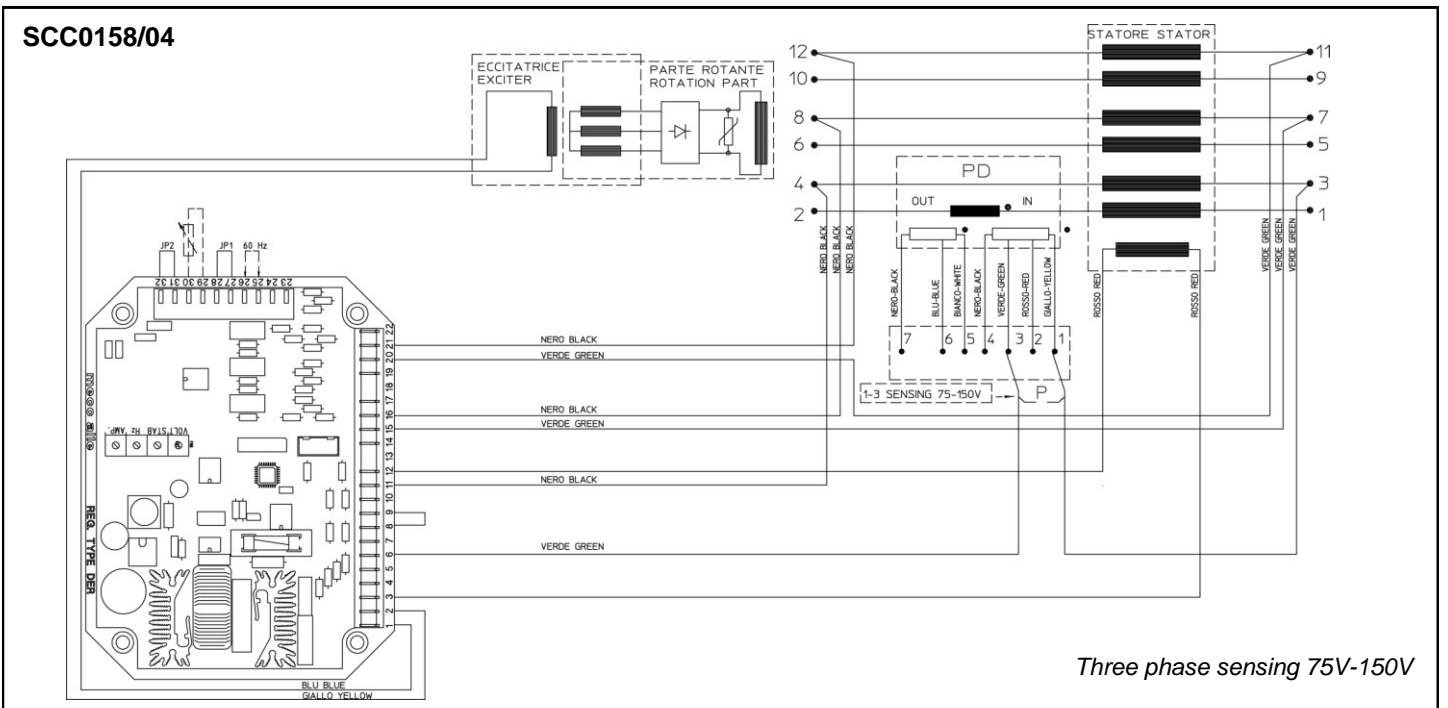 SCC0158/04
STATORE STATOR
ECCITATRICE
EXCITER
PARTE ROTANTE
ROTATION PART
12
11
10
9
8
7
6
5
4
3
2
1
PD
OUT
IN
NERO BLACK
NERO BLACK
NERO BLACK
VERDE GREEN
VERDE GREEN
VERDE GREEN
NERO-BLACK
BLU-BLUE
BIANCO-WHITE
NERO-BLACK
VERDE-GREEN
ROSSO-RED
GIALLO-YELLOW
ROSSO RED
ROSSO RED
7 6 5 4 3 2 1
1-3 SENSING 75-150V
P
JP2
JP1
60 Hz
32 31 30 29 28 27 26 25 24 23
22
21
20
19
18
17
16
15
14
13
12
11
10
9
8
7
6
5
4
3
2
1
mecc alte
REG. TYPE DER
AMP. Hz STAB VOLT
NERO BLACK
VERDE GREEN
NERO BLACK
VERDE GREEN
NERO BLACK
VERDE GREEN
BLU BLUE
GIALLO YELLOW
Three phase sensing 75V-150V